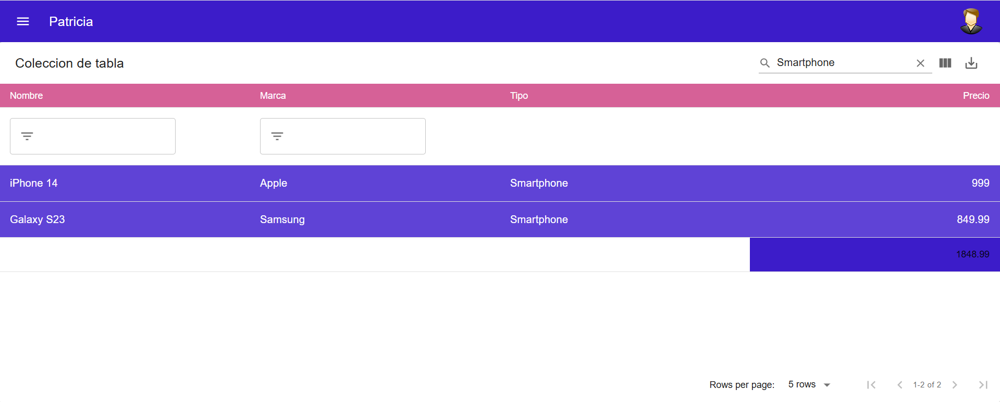 Patricia
Coleccion de tabla
Smartphone
Nombre Marca Tipo Precio
iPhone 14 Apple Smartphone 999
Galaxy S23 Samsung Smartphone 849.99
1848.99
Rows per page: 5 rows 1-2 of 2